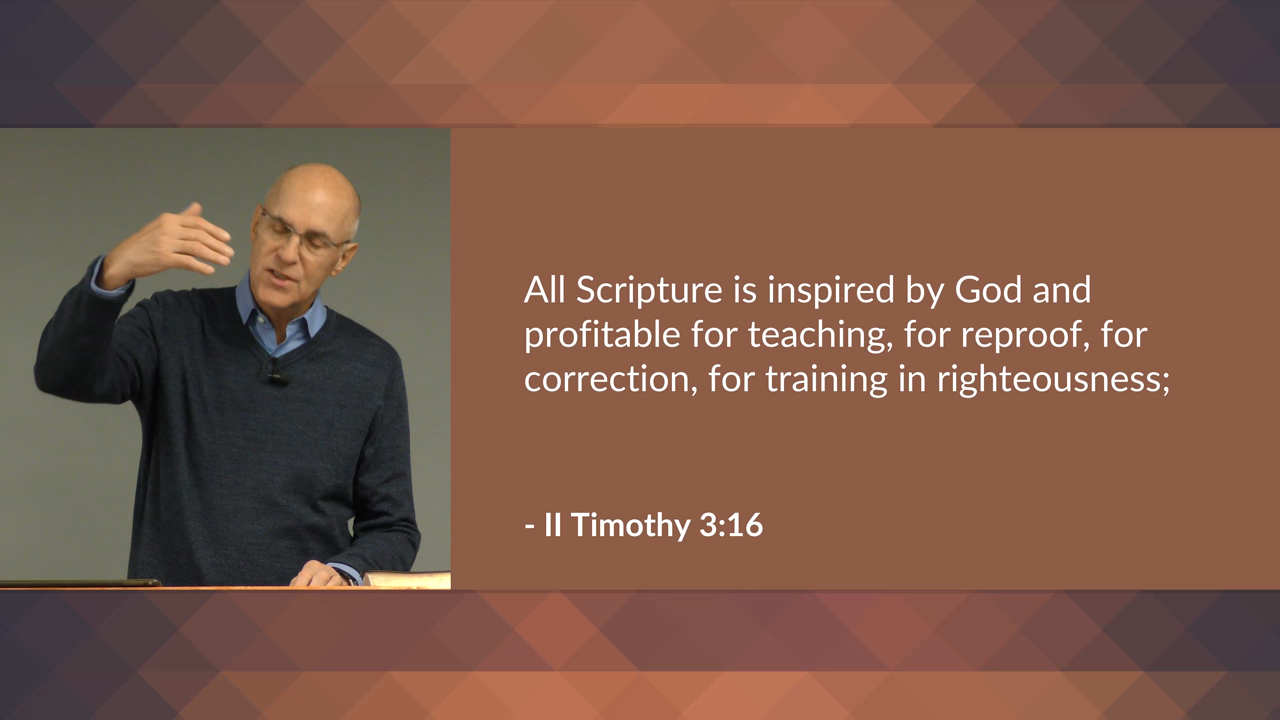 All Scripture is inspired by God and
profitable for teaching, for reproof, for
correction, for training in righteousness;
- II Timothy 3:16